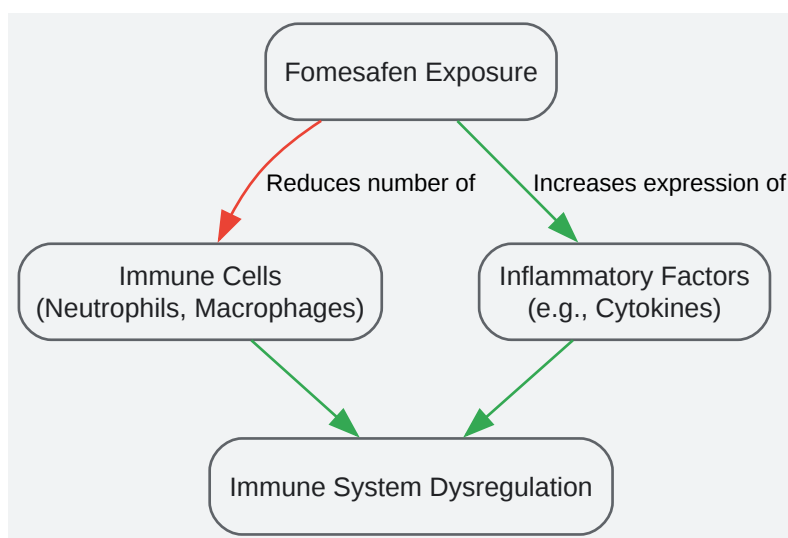 Fomesafen Exposure
Reduces number of
Increases expression of
Immune Cells
(Neutrophils, Macrophages)
Inflammatory Factors
(e.g., Cytokines)
Immune System Dysregulation